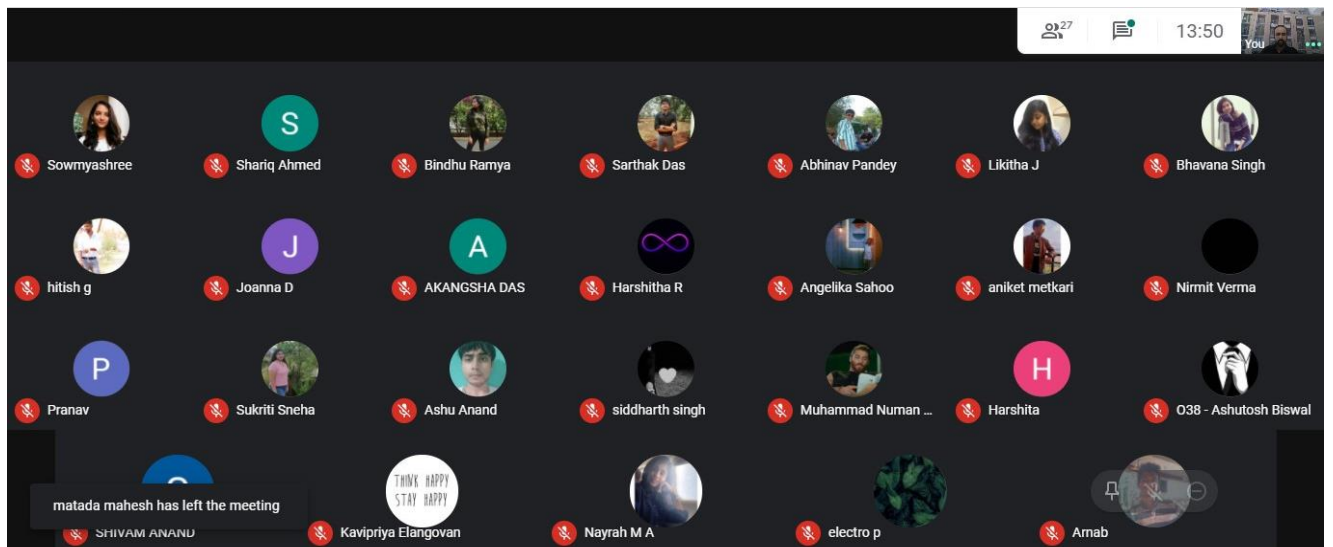 27
13:50
You
S
Sowmyashree
Shariq Ahmed
Bindhu Ramya
Sarthak Das
Abhinav Pandey
Likitha J
Bhavana Singh
J
A
hitish g
Joanna D
AKANGSHA DAS
Harshitha R
Angelika Sahoo
aniket metkari
Nirmit Verma
P
H
Pranav
Sukriti Sneha
Ashu Anand
siddharth singh
Muhammad Numan ...
Harshita
O38 - Ashutosh Biswal
THINK HAPPY
STAY HAPPY
matada mahesh has left the meeting
SHIVAM ANAND
Kavipriya Elangovan
Nayrah M A
electro p
Arnab